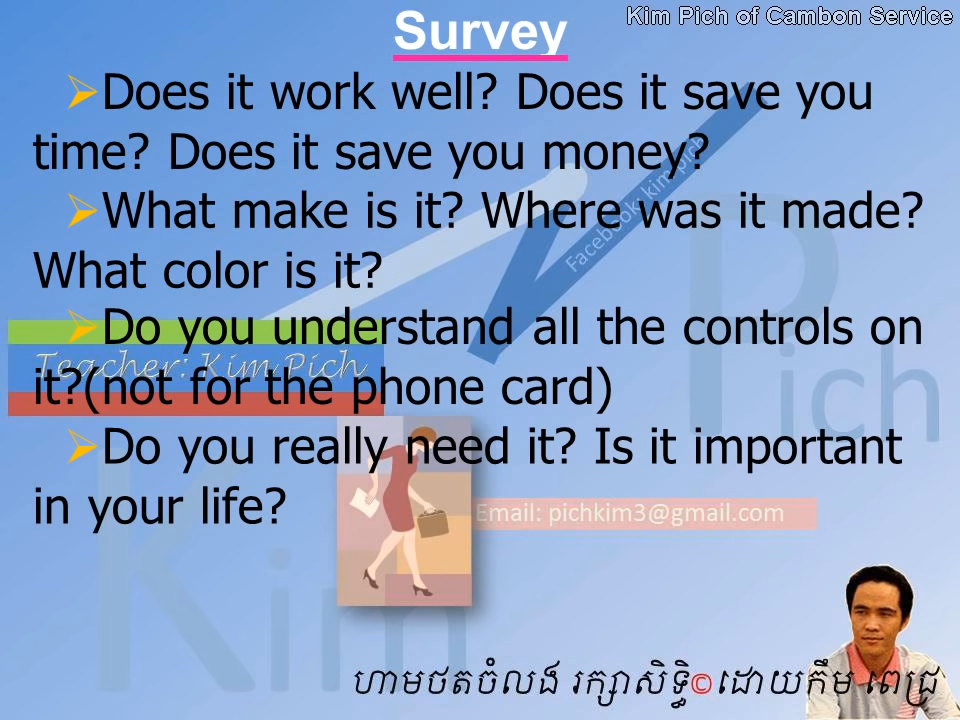 Kim Pich of Cambon Service
Survey
➢Does it work well? Does it save you
time? Does it save you money?
➢What make is it? Where was it made?
What color is it?
➢Do you understand all the controls on
it?(not for the phone card)
➢Do you really need it? Is it important
in your life?
Facebook: kim pich
Teacher: Kim Pich
Kim
Pich
Email: pichkim3@gmail.com
ហាមថតចំលង រក្សាសិទ្ធិ©ដោយកឹម ពេជ្រ